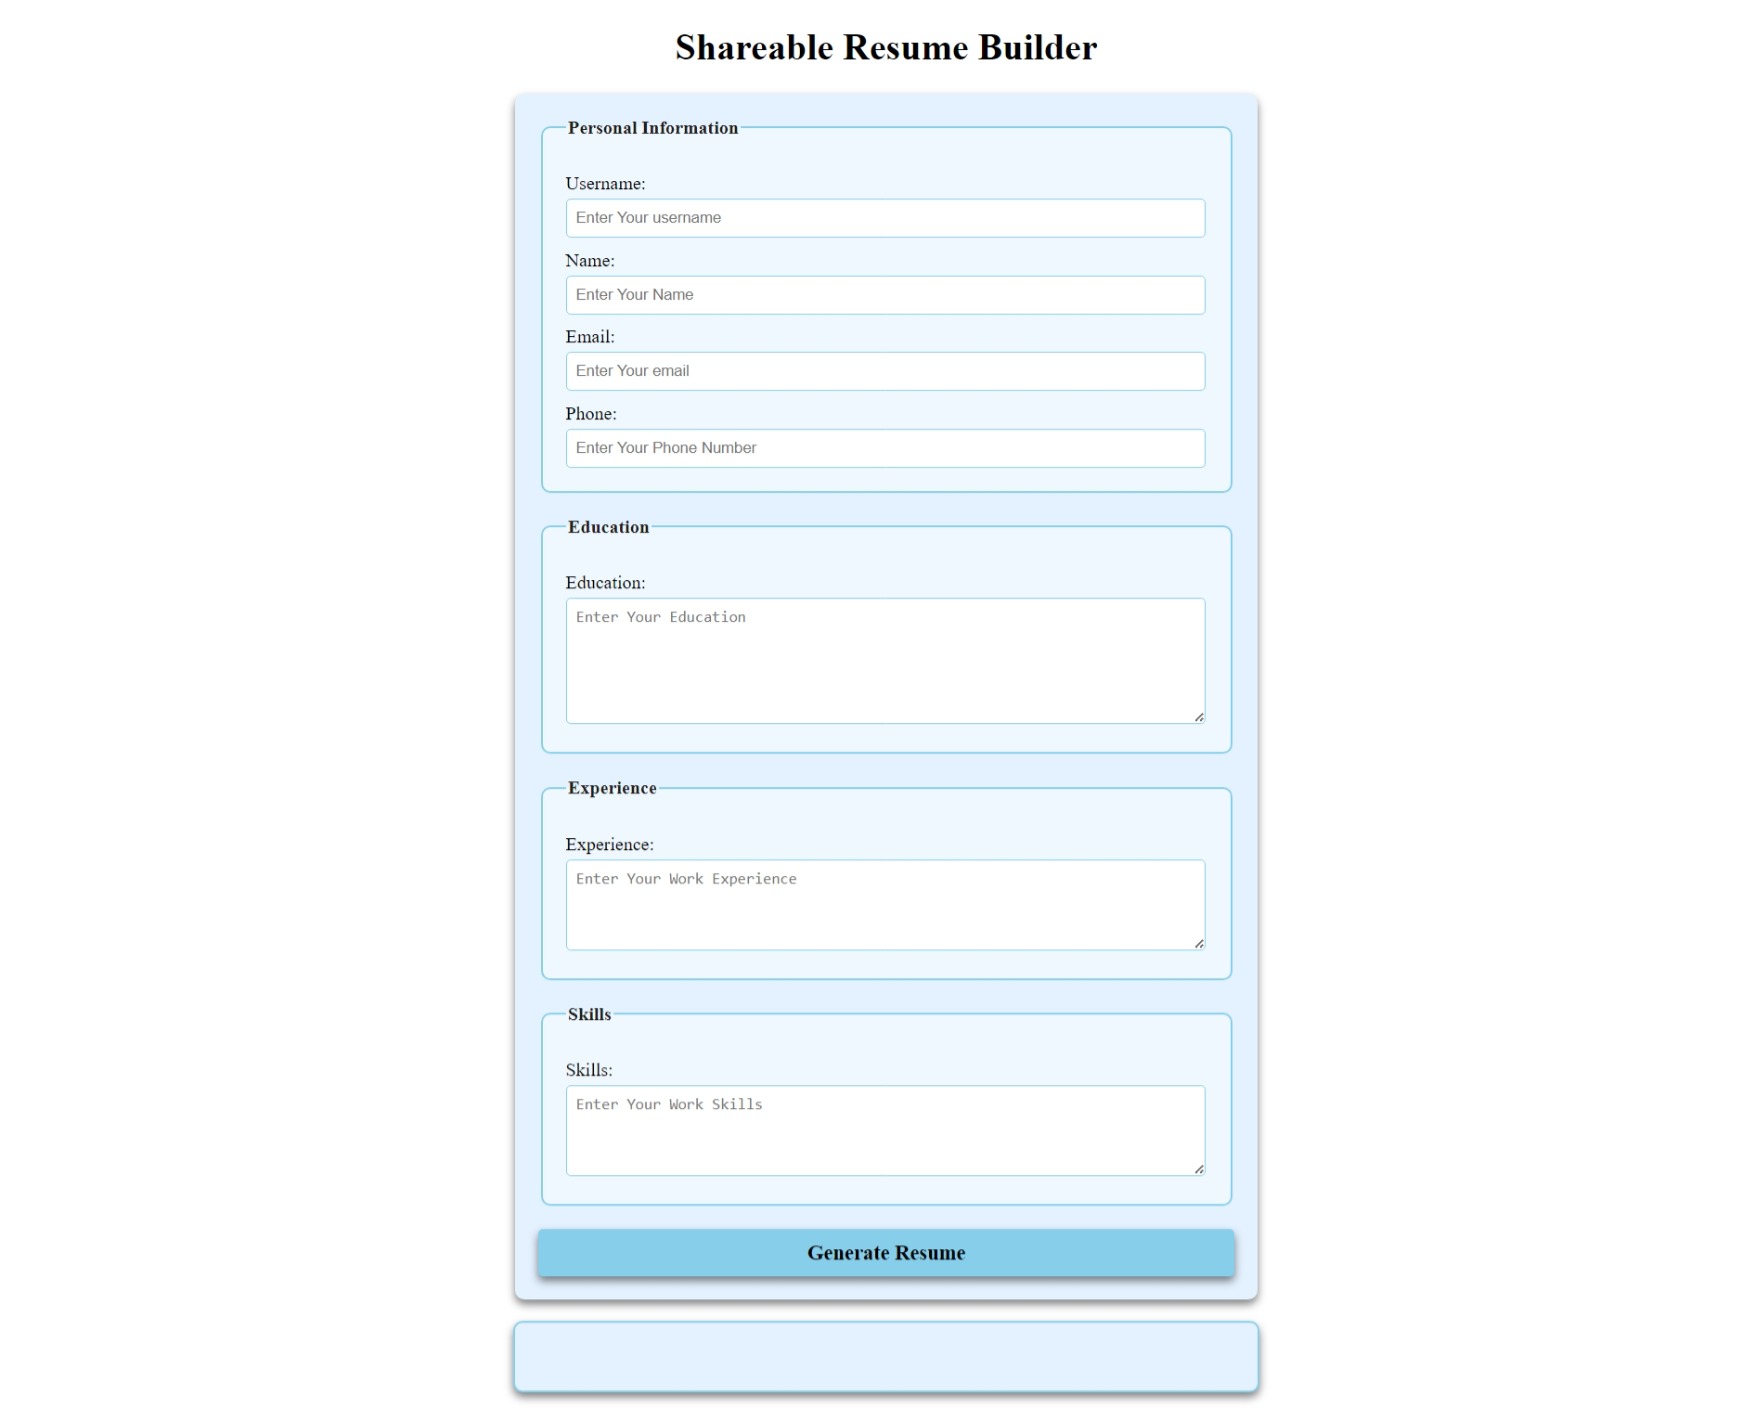 Shareable Resume Builder
Personal Information
Username:
Enter Your username
Name:
Enter Your Name
Email:
Enter Your email
Phone:
Enter Your Phone Number
Education
Education:
Enter Your Education
Experience
Experience:
Enter Your Work Experience
Skills
Skills:
Enter Your Work Skills
Generate Resume